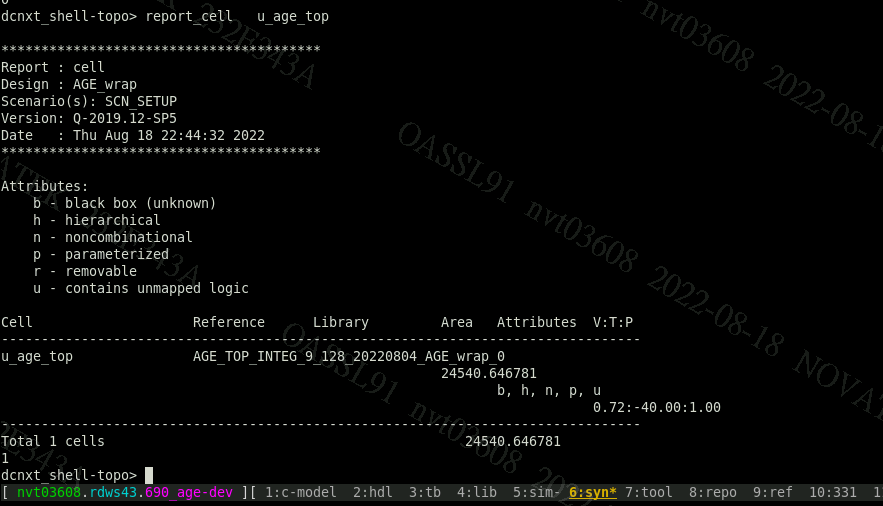 0
dcnxt_shell-topo> report_cell   u_age_top
****************************************
Report : cell
Design : AGE_wrap
Scenario(s): SCN_SETUP
Version: Q-2019.12-SP5
Date   : Thu Aug 18 22:44:32 2022
****************************************
Attributes:
    b - black box (unknown)
    h - hierarchical
    n - noncombinational
    p - parameterized
    r - removable
    u - contains unmapped logic
Cell                    Reference      Library         Area   Attributes  V:T:P
--------------------------------------------------------------------------------
u_age_top               AGE_TOP_INTEG_9_128_20220804_AGE_wrap_0
                                                       24540.646781
                                                              b, h, n, p, u
                                                                          0.72:-40.00:1.00
--------------------------------------------------------------------------------
Total 1 cells                                             24540.646781
1
dcnxt_shell-topo>
[ nvt03608.rdws43.690_age-dev ][ 1:c-model  2:hdl  3:tb  4:lib  5:sim- 6:syn* 7:tool  8:repo  9:ref  10:331  1
232E343A
nvt03608 2022-08-18
OASSL91 nvt03608 2022-08-18 NOVATEK
OASSL91 nvt03608